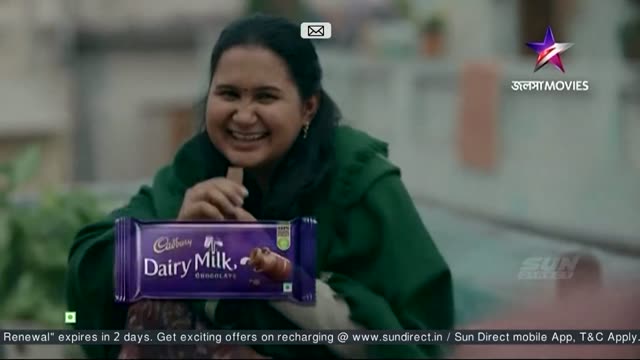 জলসা MOVIES
Cadbury
Dairy Milk
CHOCOLATE
SUN
DIRECT
Renewal" expires in 2 days. Get exciting offers on recharging @ www.sundirect.in / Sun Direct mobile App, T&C Apply